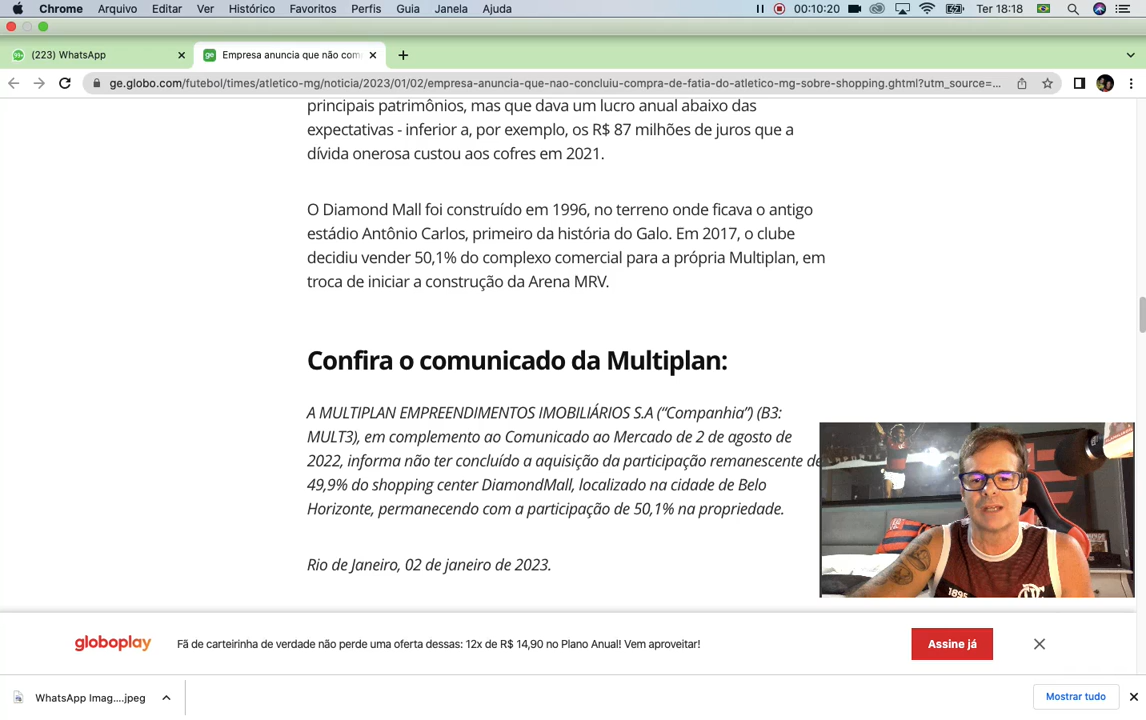 Chrome Arquivo Editar Ver Histórico Favoritos Perfis Guia Janela Ajuda 00:10:20 Ter 18:18
99+ (223) WhatsApp
ge Empresa anuncia que não com
ge.globo.com/futebol/times/atletico-mg/noticia/2023/01/02/empresa-anuncia-que-nao-concluiu-compra-de-fatia-do-atletico-mg-sobre-shopping.ghtml?utm_source=...
principais patrimônios, mas que dava um lucro anual abaixo das
expectativas - inferior a, por exemplo, os R$ 87 milhões de juros que a
dívida onerosa custou aos cofres em 2021.
O Diamond Mall foi construído em 1996, no terreno onde ficava o antigo
estádio Antônio Carlos, primeiro da história do Galo. Em 2017, o clube
decidiu vender 50,1% do complexo comercial para a própria Multiplan, em
troca de iniciar a construção da Arena MRV.
Confira o comunicado da Multiplan:
A MULTIPLAN EMPREENDIMENTOS IMOBILIÁRIOS S.A (“Companhia”) (B3:
MULT3), em complemento ao Comunicado ao Mercado de 2 de agosto de
2022, informa não ter concluído a aquisição da participação remanescente de
49,9% do shopping center DiamondMall, localizado na cidade de Belo
Horizonte, permanecendo com a participação de 50,1% na propriedade.
Rio de Janeiro, 02 de janeiro de 2023.
1895
globoplay Fã de carteirinha de verdade não perde uma oferta dessas: 12x de R$ 14,90 no Plano Anual! Vem aproveitar! Assine já
WhatsApp Imag....jpeg Mostrar tudo